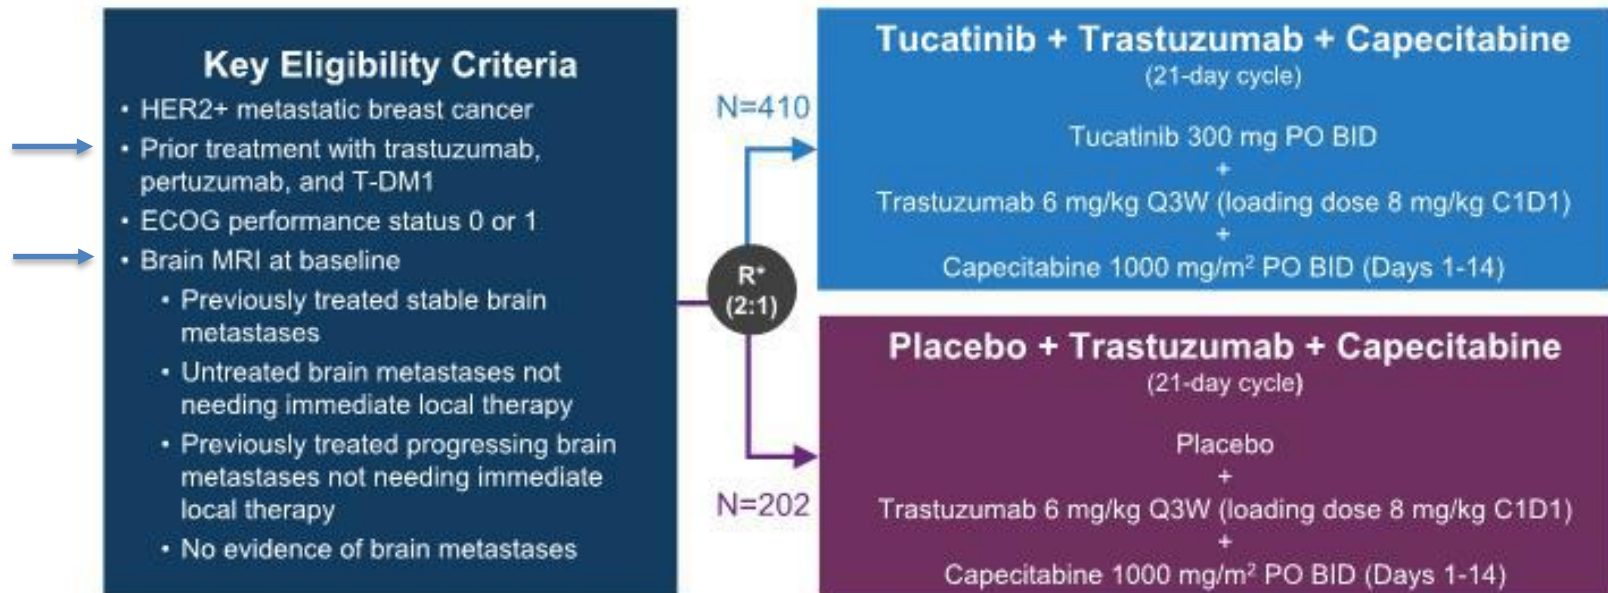 Key Eligibility Criteria
• HER2+ metastatic breast cancer
• Prior treatment with trastuzumab,
pertuzumab, and T-DM1
• ECOG performance status 0 or 1
• Brain MRI at baseline
• Previously treated stable brain
metastases
• Untreated brain metastases not
needing immediate local therapy
• Previously treated progressing brain
metastases not needing immediate
local therapy
• No evidence of brain metastases
R*
(2:1)
N=410
Tucatinib + Trastuzumab + Capecitabine
(21-day cycle)
Tucatinib 300 mg PO BID
+
Trastuzumab 6 mg/kg Q3W (loading dose 8 mg/kg C1D1)
+
Capecitabine 1000 mg/m² PO BID (Days 1-14)
N=202
Placebo + Trastuzumab + Capecitabine
(21-day cycle)
Placebo
+
Trastuzumab 6 mg/kg Q3W (loading dose 8 mg/kg C1D1)
+
Capecitabine 1000 mg/m² PO BID (Days 1-14)